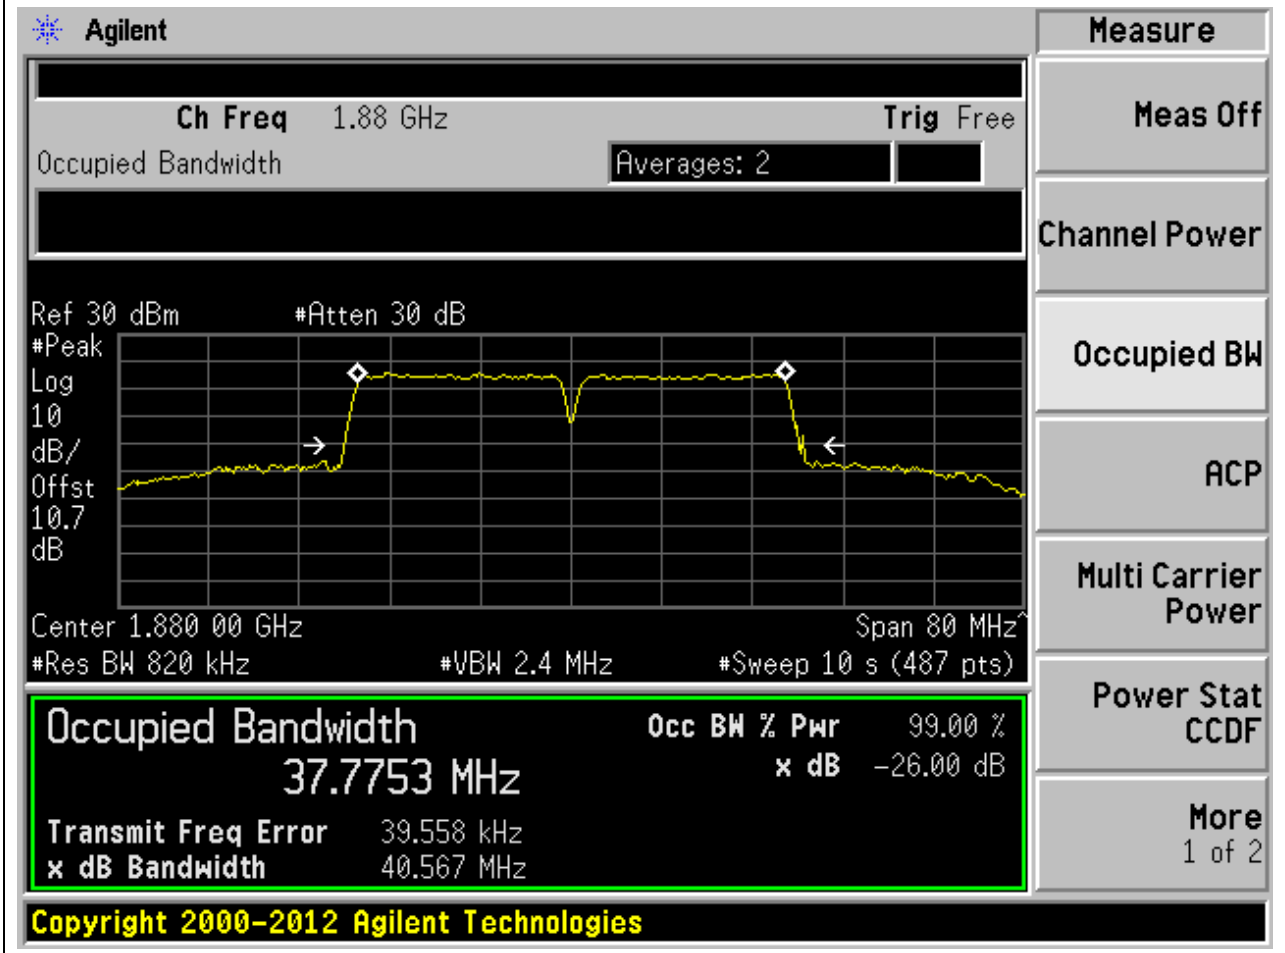 Agilent
Measure
Ch Freq 1.88 GHz Trig Free
Meas Off
Occupied Bandwidth Averages: 2
Channel Power
Ref 30 dBm #Atten 30 dB
#Peak
Log
10
dB/
Offst
10.7
dB
Occupied BW
ACP
Center 1.880 00 GHz Span 80 MHz^
#Res BW 820 kHz #VBW 2.4 MHz #Sweep 10 s (487 pts)
Multi Carrier
Power
Occupied Bandwidth Occ BW % Pwr 99.00 %
37.7753 MHz x dB -26.00 dB
Transmit Freq Error 39.558 kHz
x dB Bandwidth 40.567 MHz
Power Stat
CCDF
More
1 of 2
Copyright 2000-2012 Agilent Technologies